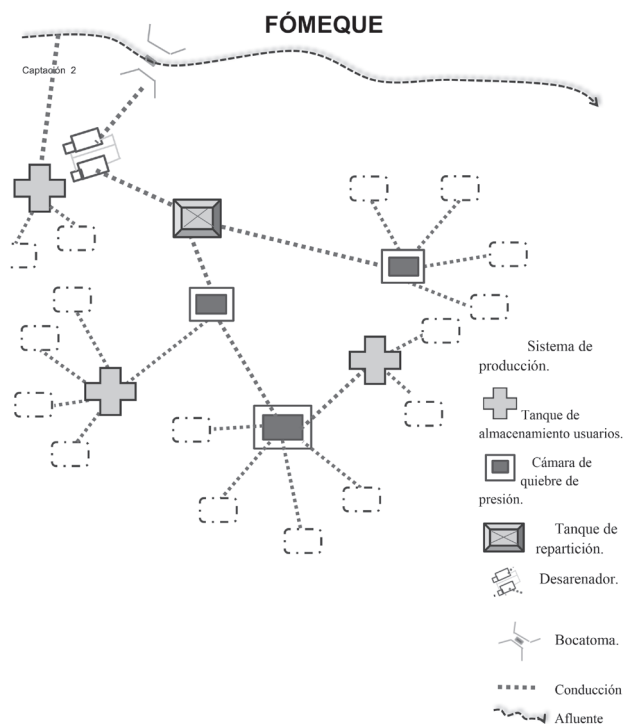 FÓMEQUE
Captación 2
Sistema de
producción.
Tanque de
almacenamiento usuarios.
Cámara de
quiebre de
presión.
Tanque de
repartición.
Desarenador.
Bocatoma.
Conducción
Afluente